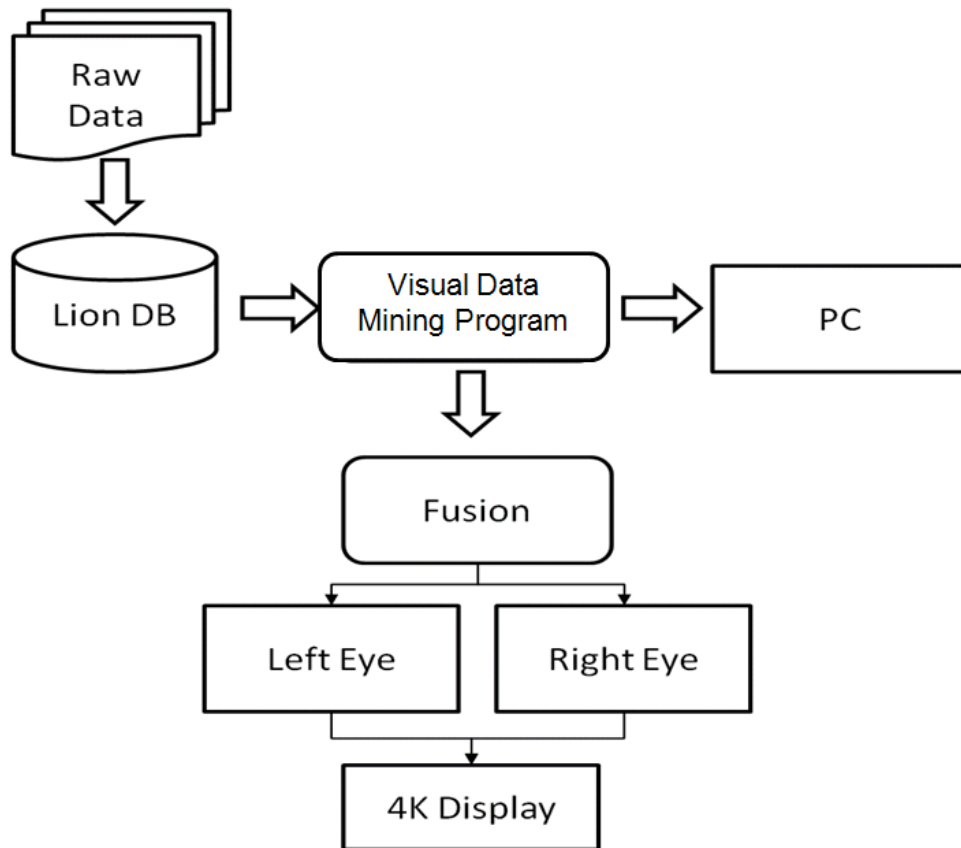 Raw
Data
Lion DB
Visual Data
Mining Program
PC
Fusion
Left Eye
Right Eye
4K Display